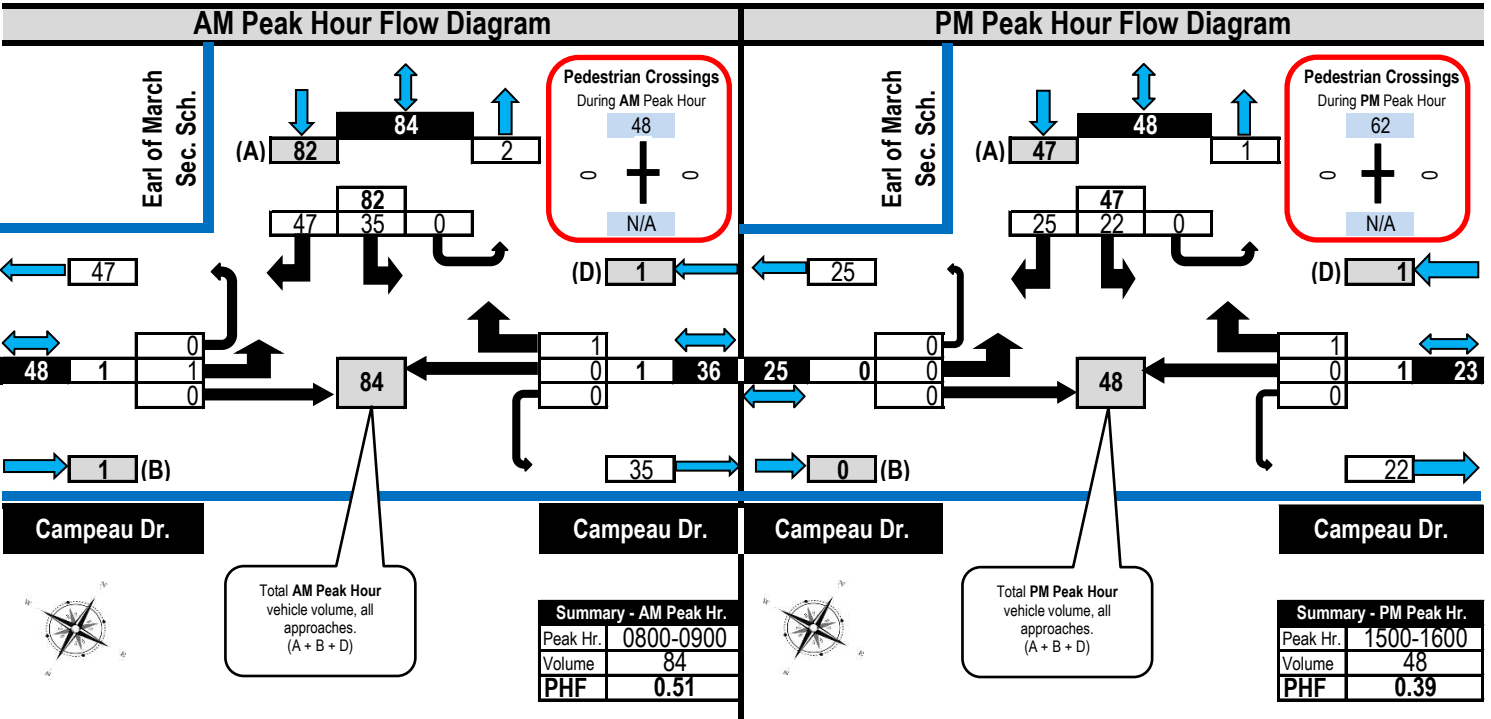 AM Peak Hour Flow Diagram
Earl of March
Sec. Sch.
84
(A) 82 2
82
47 35 0
Pedestrian Crossings
During AM Peak Hour
48
0 0
N/A
47
(D) 1
0
48 1 1
0
84
1
0 1 36
0
1 (B)
35
Campeau Dr.
Campeau Dr.
Total AM Peak Hour
vehicle volume, all
approaches.
(A + B + D)
Summary - AM Peak Hr.
Peak Hr. 0800-0900
Volume 84
PHF 0.51
PM Peak Hour Flow Diagram
Earl of March
Sec. Sch.
48
(A) 47 1
47
25 22 0
Pedestrian Crossings
During PM Peak Hour
62
0 0
N/A
25
(D) 1
0
25 0 0
0
48
1
0 1 23
0
0 (B)
22
Campeau Dr.
Campeau Dr.
Total PM Peak Hour
vehicle volume, all
approaches.
(A + B + D)
Summary - PM Peak Hr.
Peak Hr. 1500-1600
Volume 48
PHF 0.39